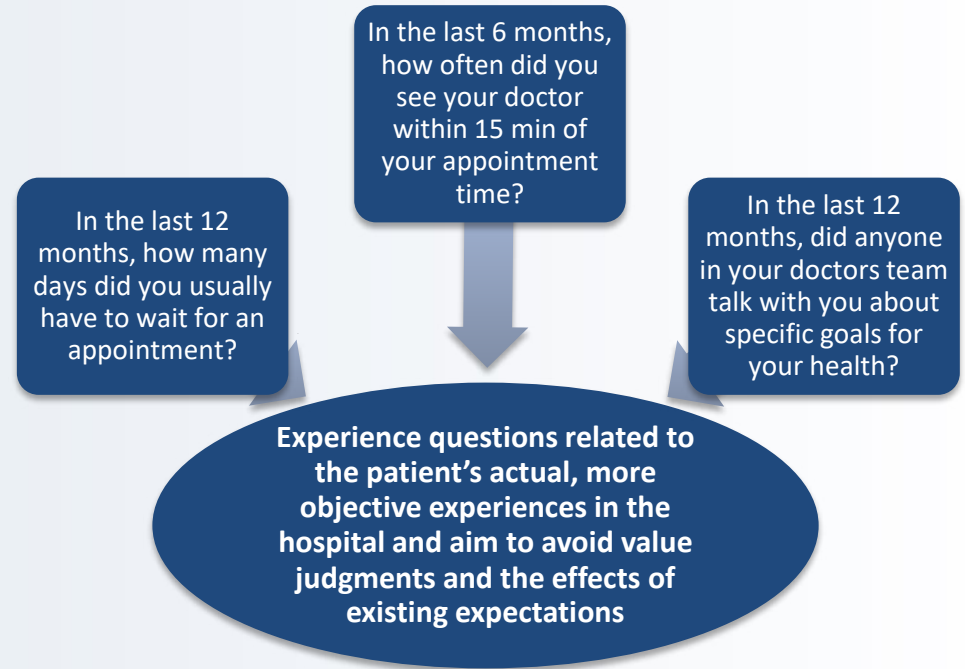 In the last 6 months,
how often did you
see your doctor
within 15 min of
your appointment
time?
In the last 12
months, how many
days did you usually
have to wait for an
appointment?
In the last 12
months, did anyone
in your doctors team
talk with you about
specific goals for
your health?
Experience questions related to
the patient’s actual, more
objective experiences in the
hospital and aim to avoid value
judgments and the effects of
existing expectations